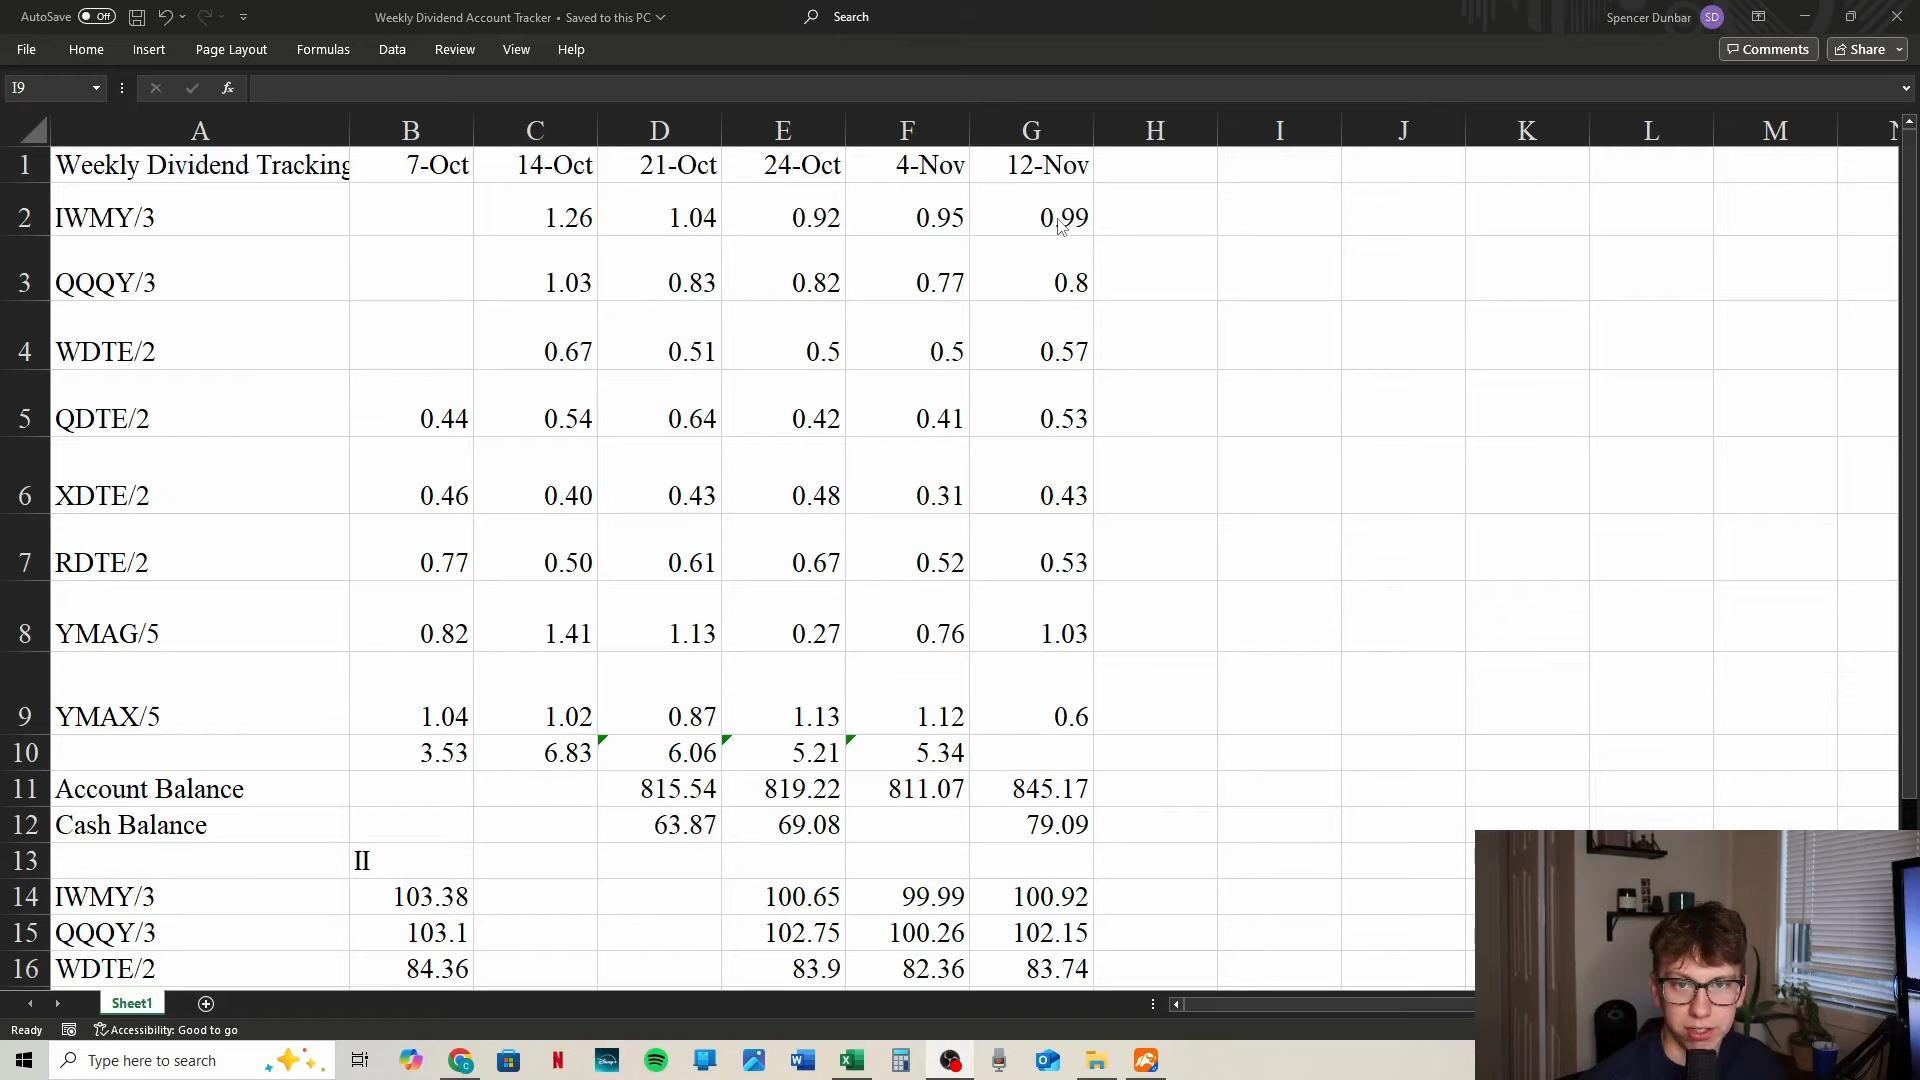 AutoSave Off Weekly Dividend Account Tracker • Saved to this PC Search Spencer Dunbar SD
File Home Insert Page Layout Formulas Data Review View Help Comments Share
I9 fx
A B C D E F G H I J K L M N
1 Weekly Dividend Tracking 7-Oct 14-Oct 21-Oct 24-Oct 4-Nov 12-Nov
2 IWMY/3 1.26 1.04 0.92 0.95 0.99
3 QQQY/3 1.03 0.83 0.82 0.77 0.8
4 WDTE/2 0.67 0.51 0.5 0.5 0.57
5 QDTE/2 0.44 0.54 0.64 0.42 0.41 0.53
6 XDTE/2 0.46 0.40 0.43 0.48 0.31 0.43
7 RDTE/2 0.77 0.50 0.61 0.67 0.52 0.53
8 YMAG/5 0.82 1.41 1.13 0.27 0.76 1.03
9 YMAX/5 1.04 1.02 0.87 1.13 1.12 0.6
10 3.53 6.83 6.06 5.21 5.34
11 Account Balance 815.54 819.22 811.07 845.17
12 Cash Balance 63.87 69.08 79.09
13 II
14 IWMY/3 103.38 100.65 99.99 100.92
15 QQQY/3 103.1 102.75 100.26 102.15
16 WDTE/2 84.36 83.9 82.36 83.74
Sheet1
Ready Accessibility: Good to go
Type here to search